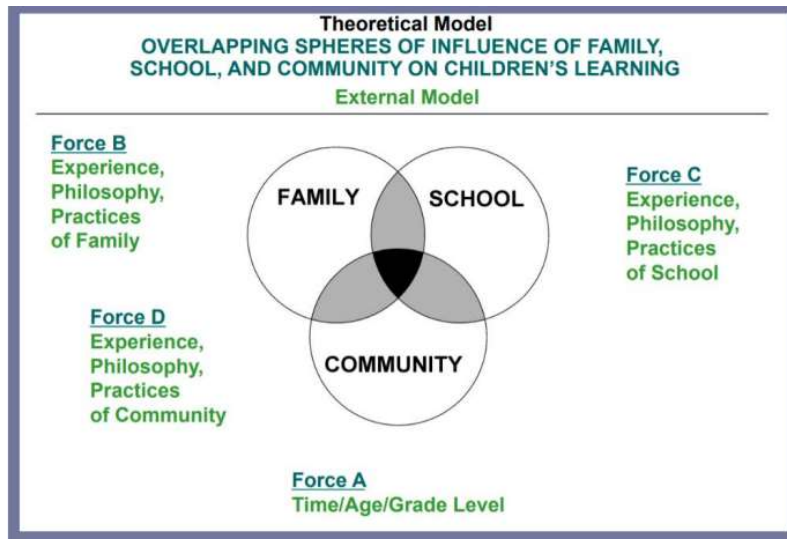 Theoretical Model
OVERLAPPING SPHERES OF INFLUENCE OF FAMILY,
SCHOOL, AND COMMUNITY ON CHILDREN'S LEARNING
External Model
Force B
Experience,
Philosophy,
Practices
of Family
FAMILY
SCHOOL
Force C
Experience,
Philosophy,
Practices
of School
Force D
Experience,
Philosophy,
Practices
of Community
COMMUNITY
Force A
Time/Age/Grade Level